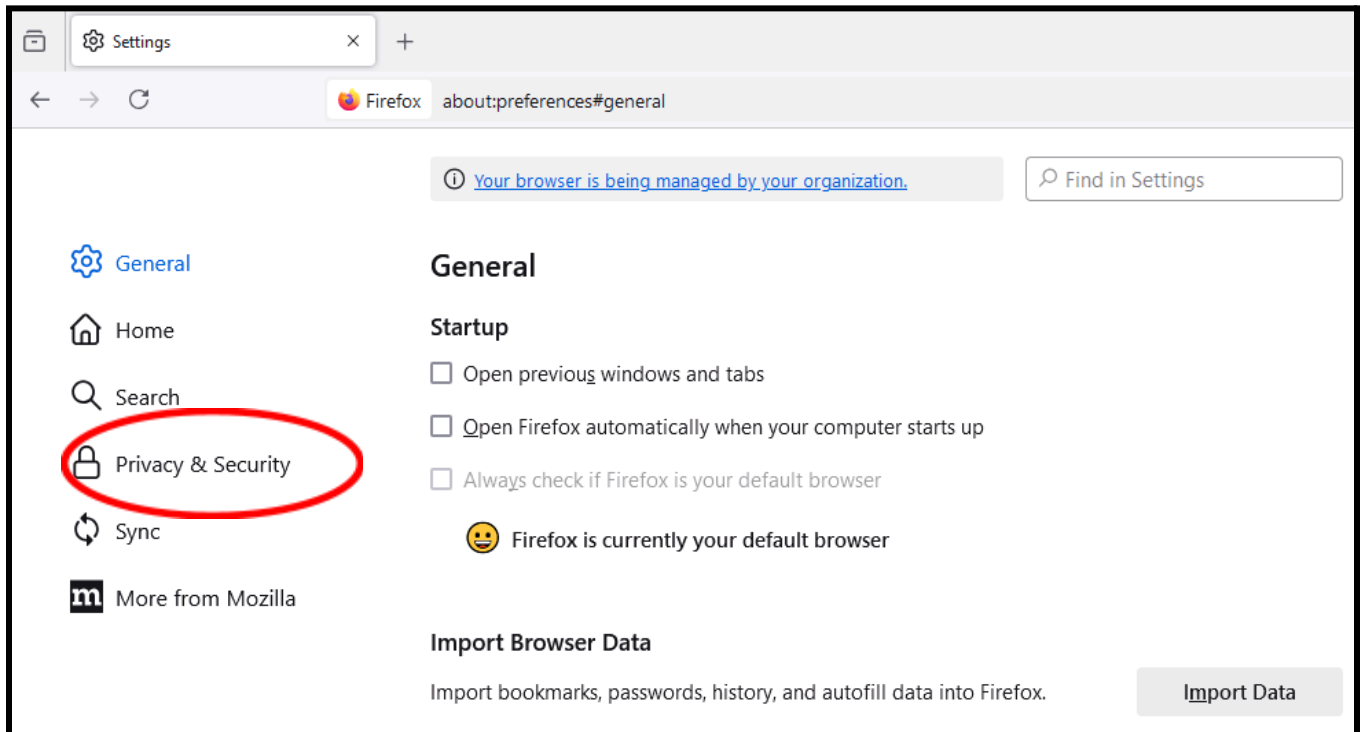 Settings
Firefox about:preferences#general
Your browser is being managed by your organization.
Find in Settings
General
Home
Search
Privacy & Security
Sync
m More from Mozilla
General
Startup
Open previous windows and tabs
Open Firefox automatically when your computer starts up
Always check if Firefox is your default browser
Firefox is currently your default browser
Import Browser Data
Import bookmarks, passwords, history, and autofill data into Firefox.
Import Data